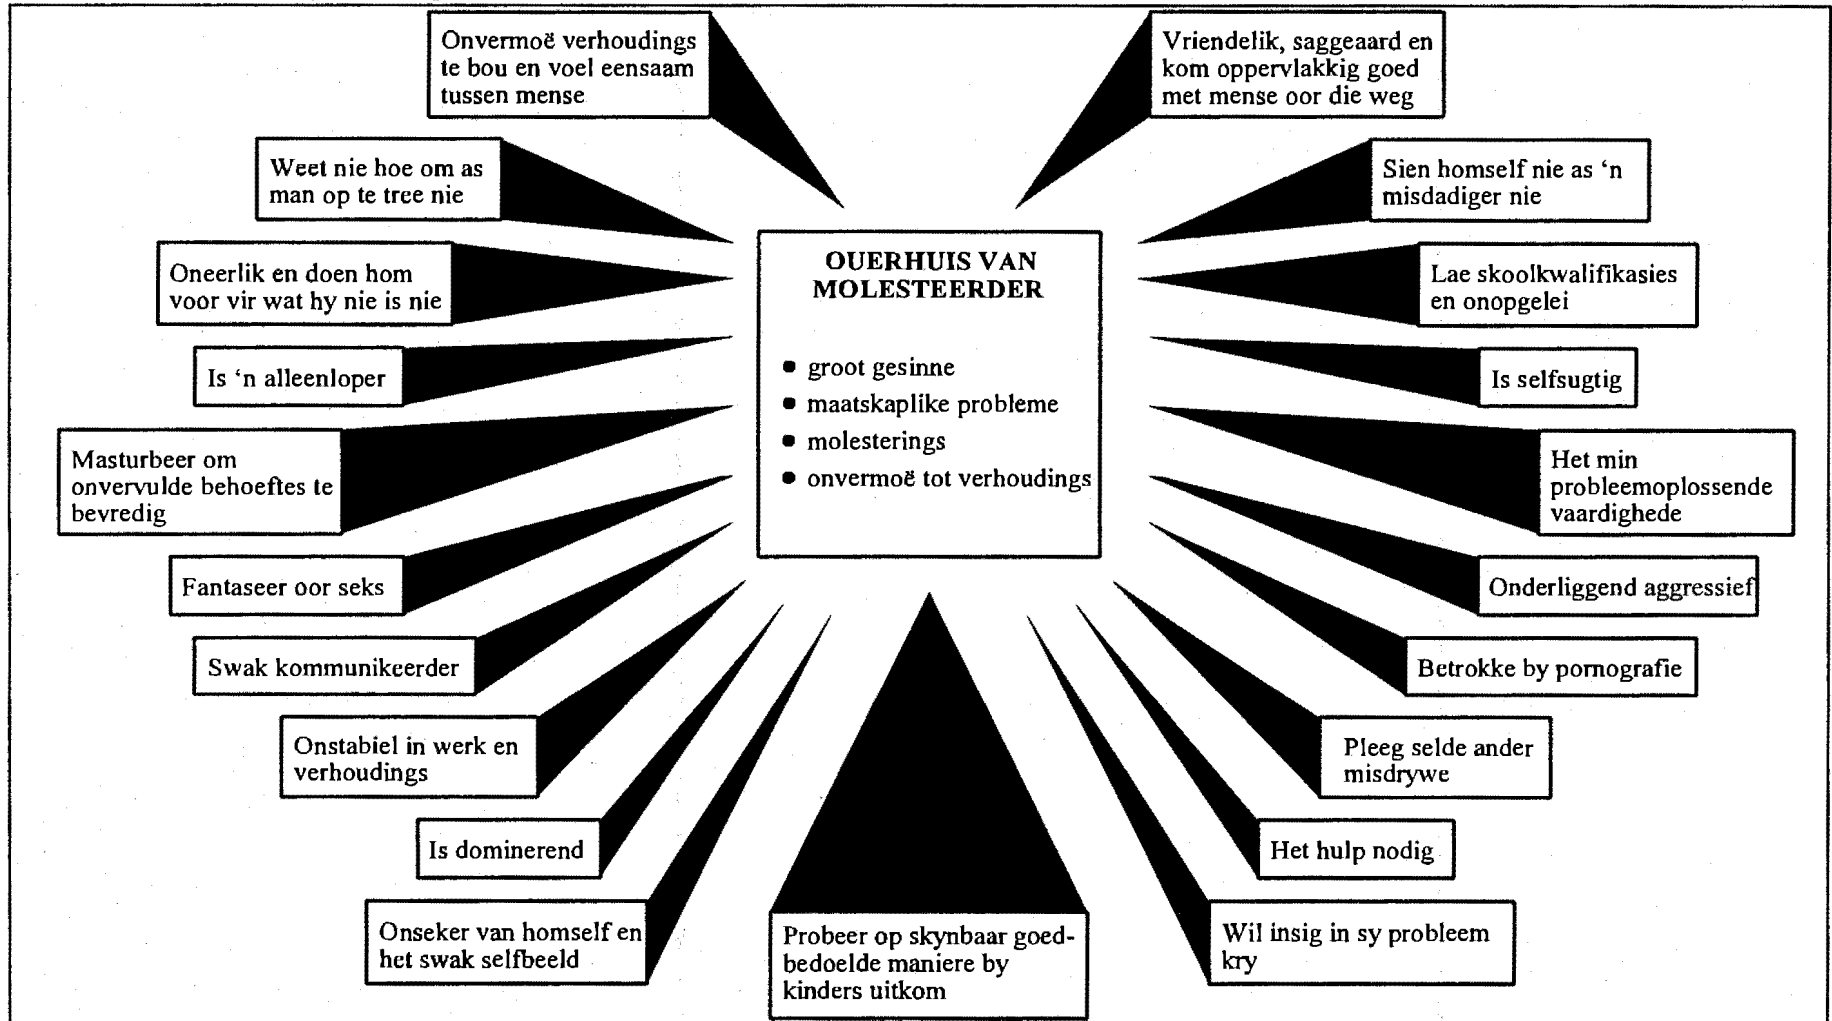 Onvermoë verhoudings
te bou en voel eensaam
tussen mense
Vriendelik, saggeaard en
kom oppervlakkig goed
met mense oor die weg
Weet nie hoe om as
man op te tree nie
Sien homself nie as ‘n
misdadiger nie
Oneerlik en doen hom
voor vir wat hy nie is nie
OUERHUIS VAN
MOLESTEERDER
Lae skoolkwalifikasies
en onopgelei
Is ‘n alleenloper
• groot gesinne
• maatskaplike probleme
• molesterings
• onvermoë tot verhoudings
Is selfsugtig
Masturbeer om
onvervulde behoeftes te
bevredig
Het min
probleemoplossende
vaardighede
Fantaseer oor seks
Onderliggend aggressief
Swak kommunikeerder
Betrokke by pornografie
Onstabiel in werk en
verhoudings
Pleeg selde ander
misdrywe
Is dominerend
Het hulp nodig
Onseker van homself en
het swak selfbeeld
Probeer op skynbaar goed-
bedoelde maniere by
kinders uitkom
Wil insig in sy probleem
kry